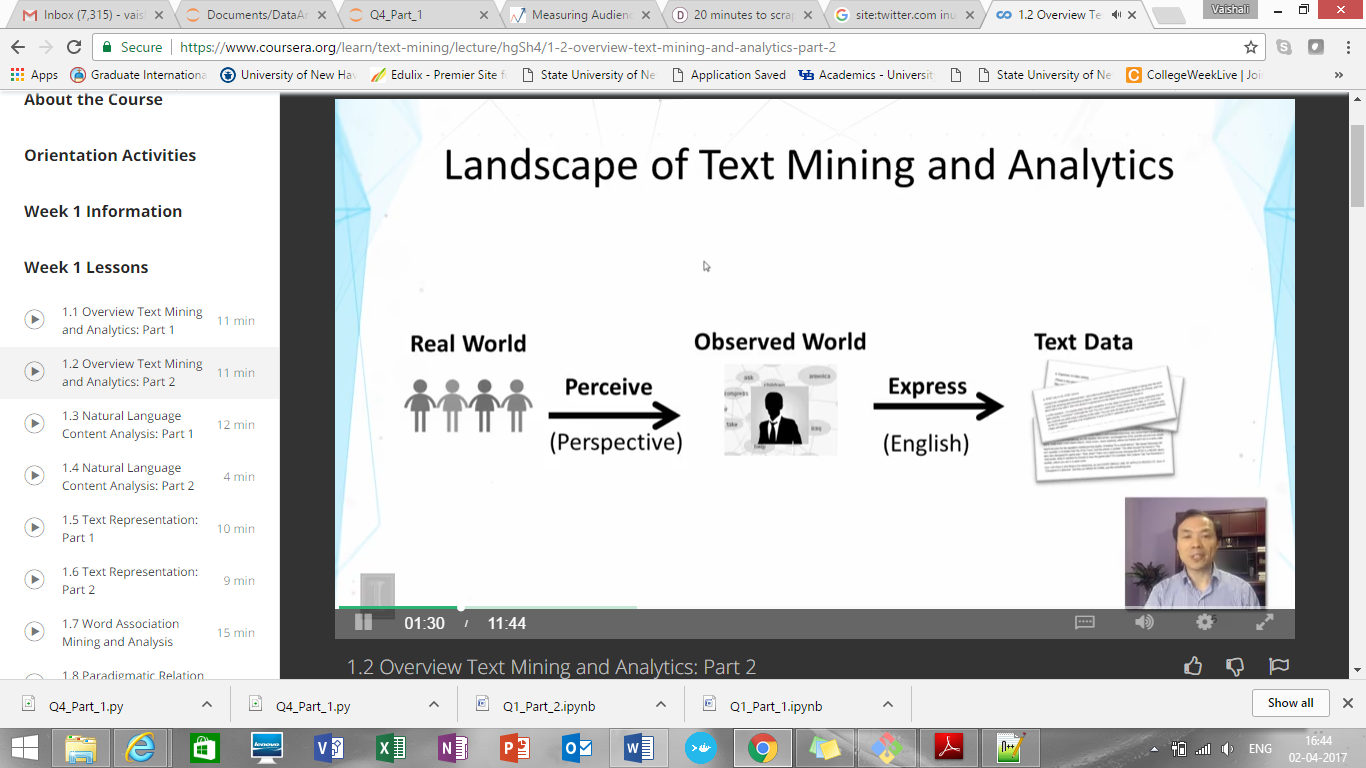 Vaishali
Inbox (7,315) - vais
Documents/DataAn
Q4_Part_1
Measuring Audien
20 minutes to scrap
site:twitter.com inu
1.2 Overview Te
Secure
https://www.coursera.org/learn/text-mining/lecture/hgSh4/1-2-overview-text-mining-and-analytics-part-2
Apps
Graduate Internationa
University of New Hav
Edulix - Premier Site f
State University of Ne
Application Saved
Academics - Universit
State University of Ne
CollegeWeekLive | Joi
»
About the Course
Orientation Activities
Week 1 Information
Week 1 Lessons
1.1 Overview Text Mining
and Analytics: Part 1
11 min
1.2 Overview Text Mining
and Analytics: Part 2
11 min
1.3 Natural Language
Content Analysis: Part 1
12 min
1.4 Natural Language
Content Analysis: Part 2
4 min
1.5 Text Representation:
Part 1
10 min
1.6 Text Representation:
Part 2
9 min
1.7 Word Association
Mining and Analysis
15 min
1.8 Paradigmatic Relation
Landscape of Text Mining and Analytics
Real World
Perceive
(Perspective)
Observed World
Express
(English)
Text Data
01:30 / 11:44
1.2 Overview Text Mining and Analytics: Part 2
Q4_Part_1.py
Q4_Part_1.py
Q1_Part_2.ipynb
Q1_Part_1.ipynb
Show all
lenovo
ENG
16:44
02-04-2017